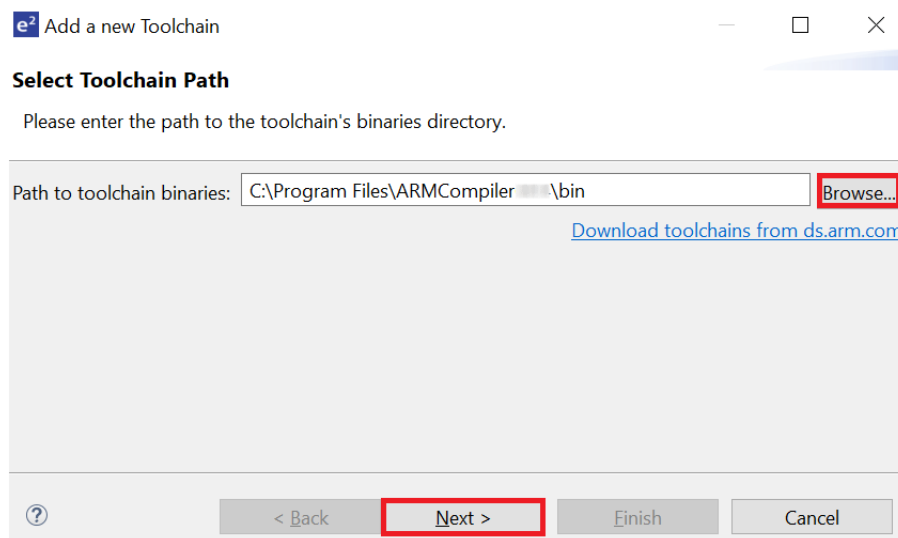 e² Add a new Toolchain
Select Toolchain Path
Please enter the path to the toolchain's binaries directory.
Path to toolchain binaries: C:\Program Files\ARMCompiler \bin Browse...
Download toolchains from ds.arm.com
? < Back Next > Finish Cancel